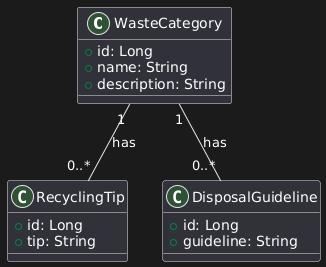 C WasteCategory
id: Long
name: String
description: String
1 1
has has
0..* 0..*
C RecyclingTip C DisposalGuideline
id: Long id: Long
tip: String guideline: String